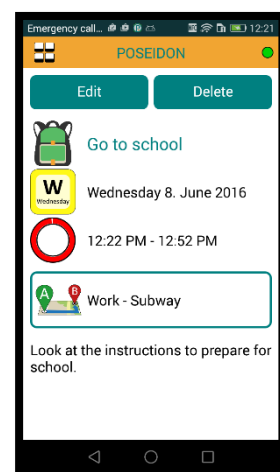 Emergency call... 12:21
POSEIDON
Edit Delete
Go to school
W
Wednesday
Wednesday 8. June 2016
12:22 PM - 12:52 PM
A B
Work - Subway
Look at the instructions to prepare for
school.